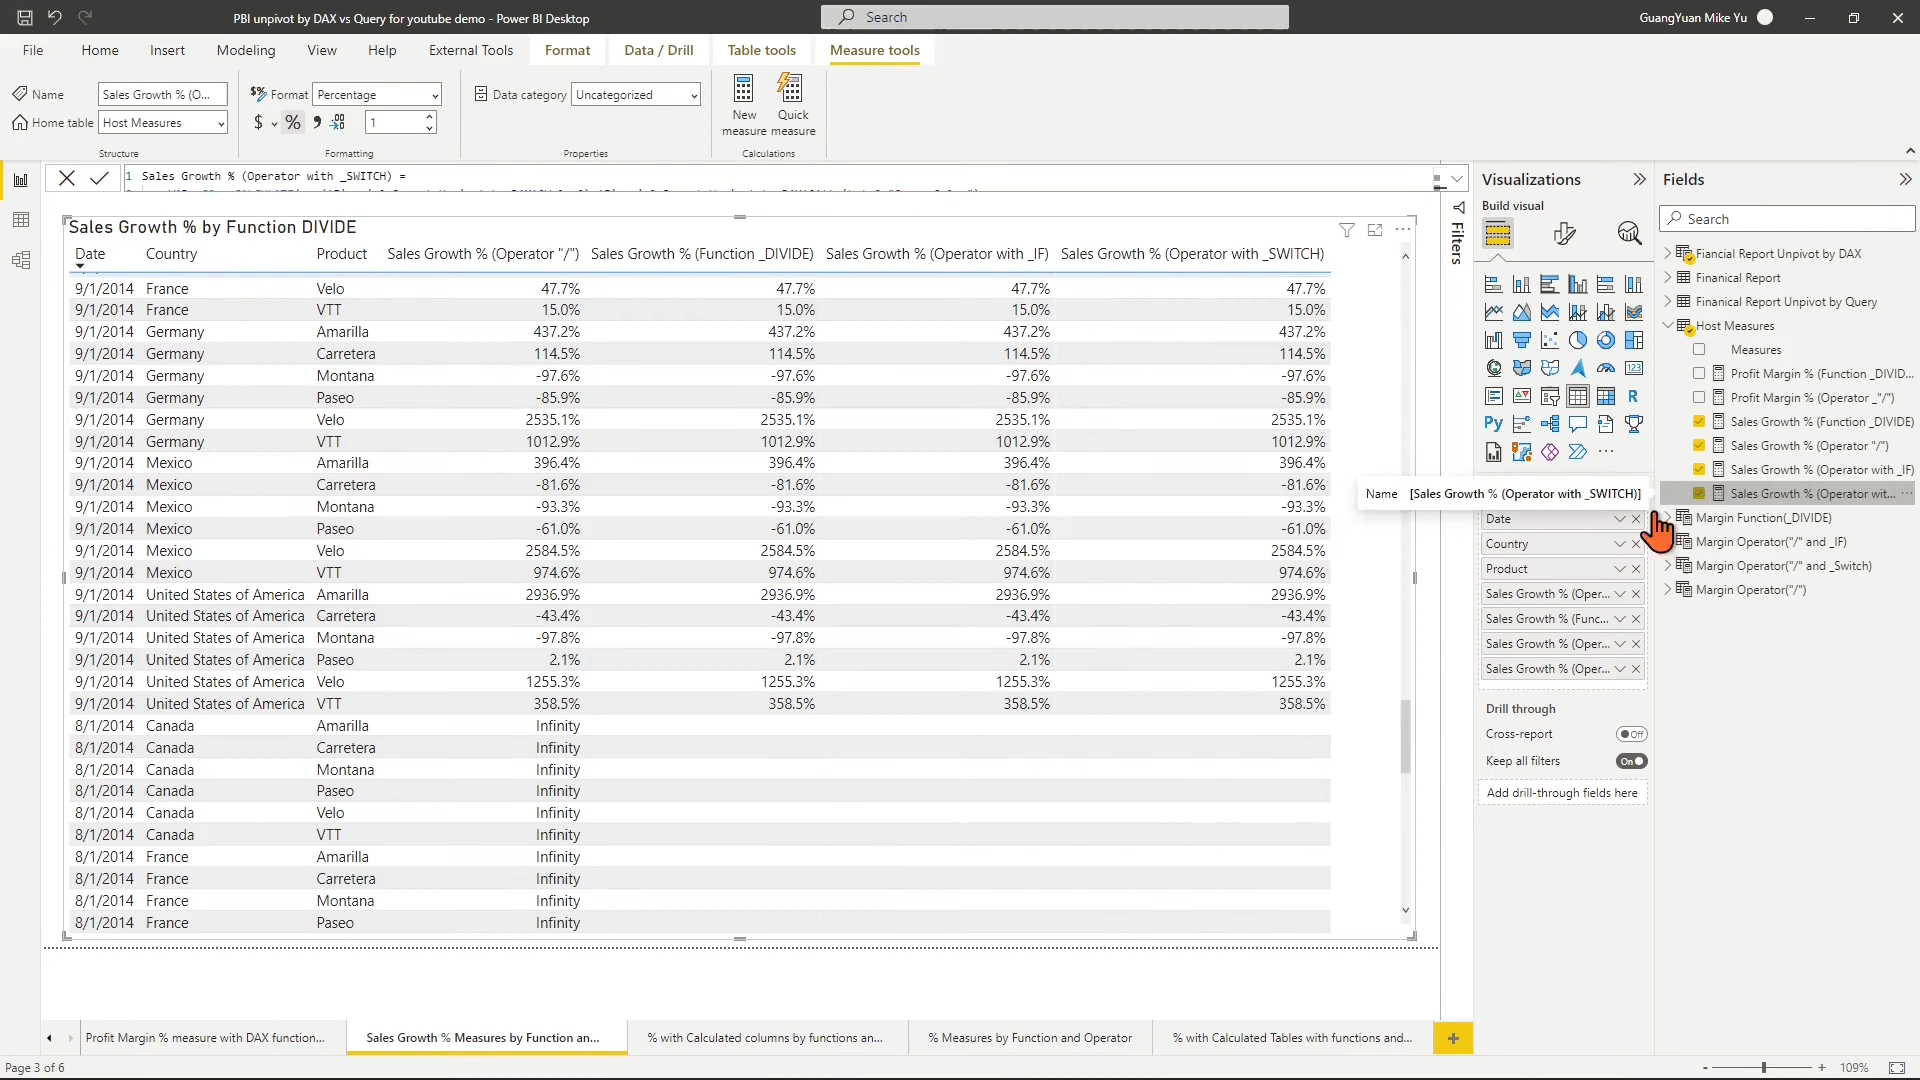 PBI unpivot by DAX vs Query for youtube demo - Power BI Desktop
Search
GuangYuan Mike Yu
File Home Insert Modeling View Help External Tools Format Data / Drill Table tools Measure tools
Name Sales Growth % (O... $% Format Percentage Data category Uncategorized
Home table Host Measures $ % 9 1
New measure
Quick measure
Structure Formatting Properties Calculations
1 Sales Growth % (Operator with _SWITCH) =
Sales Growth % by Function DIVIDE
Date Country Product Sales Growth % (Operator "/") Sales Growth % (Function _DIVIDE) Sales Growth % (Operator with _IF) Sales Growth % (Operator with _SWITCH)
9/1/2014 France Velo 47.7% 47.7% 47.7% 47.7%
9/1/2014 France VTT 15.0% 15.0% 15.0% 15.0%
9/1/2014 Germany Amarilla 437.2% 437.2% 437.2% 437.2%
9/1/2014 Germany Carretera 114.5% 114.5% 114.5% 114.5%
9/1/2014 Germany Montana -97.6% -97.6% -97.6% -97.6%
9/1/2014 Germany Paseo -85.9% -85.9% -85.9% -85.9%
9/1/2014 Germany Velo 2535.1% 2535.1% 2535.1% 2535.1%
9/1/2014 Germany VTT 1012.9% 1012.9% 1012.9% 1012.9%
9/1/2014 Mexico Amarilla 396.4% 396.4% 396.4% 396.4%
9/1/2014 Mexico Carretera -81.6% -81.6% -81.6% -81.6%
9/1/2014 Mexico Montana -93.3% -93.3% -93.3% -93.3%
9/1/2014 Mexico Paseo -61.0% -61.0% -61.0% -61.0%
9/1/2014 Mexico Velo 2584.5% 2584.5% 2584.5% 2584.5%
9/1/2014 Mexico VTT 974.6% 974.6% 974.6% 974.6%
9/1/2014 United States of America Amarilla 2936.9% 2936.9% 2936.9% 2936.9%
9/1/2014 United States of America Carretera -43.4% -43.4% -43.4% -43.4%
9/1/2014 United States of America Montana -97.8% -97.8% -97.8% -97.8%
9/1/2014 United States of America Paseo 2.1% 2.1% 2.1% 2.1%
9/1/2014 United States of America Velo 1255.3% 1255.3% 1255.3% 1255.3%
9/1/2014 United States of America VTT 358.5% 358.5% 358.5% 358.5%
8/1/2014 Canada Amarilla Infinity
8/1/2014 Canada Carretera Infinity
8/1/2014 Canada Montana Infinity
8/1/2014 Canada Paseo Infinity
8/1/2014 Canada Velo Infinity
8/1/2014 Canada VTT Infinity
8/1/2014 France Amarilla Infinity
8/1/2014 France Carretera Infinity
8/1/2014 France Montana Infinity
8/1/2014 France Paseo Infinity
Filters
Visualizations
Build visual
R
Py
Name [Sales Growth % (Operator with _SWITCH)]
Date
Country
Product
Sales Growth % (Oper...
Sales Growth % (Func...
Sales Growth % (Oper...
Sales Growth % (Oper...
Drill through
Cross-report Off
Keep all filters On
Add drill-through fields here
Fields
Search
Fiancial Report Unpivot by DAX
Finanical Report
Finanical Report Unpivot by Query
Host Measures
Measures
Profit Margin % (Function _DIVID...
Profit Margin % (Operator _"/")
Sales Growth % (Function _DIVIDE)
Sales Growth % (Operator "/")
Sales Growth % (Operator with _IF)
Sales Growth % (Operator wit...
Margin Function(_DIVIDE)
Margin Operator("/" and _IF)
Margin Operator("/" and _Switch)
Margin Operator("/")
Profit Margin % measure with DAX function... Sales Growth % Measures by Function an... % with Calculated columns by functions an... % Measures by Function and Operator % with Calculated Tables with functions and...
Page 3 of 6
- + 109%